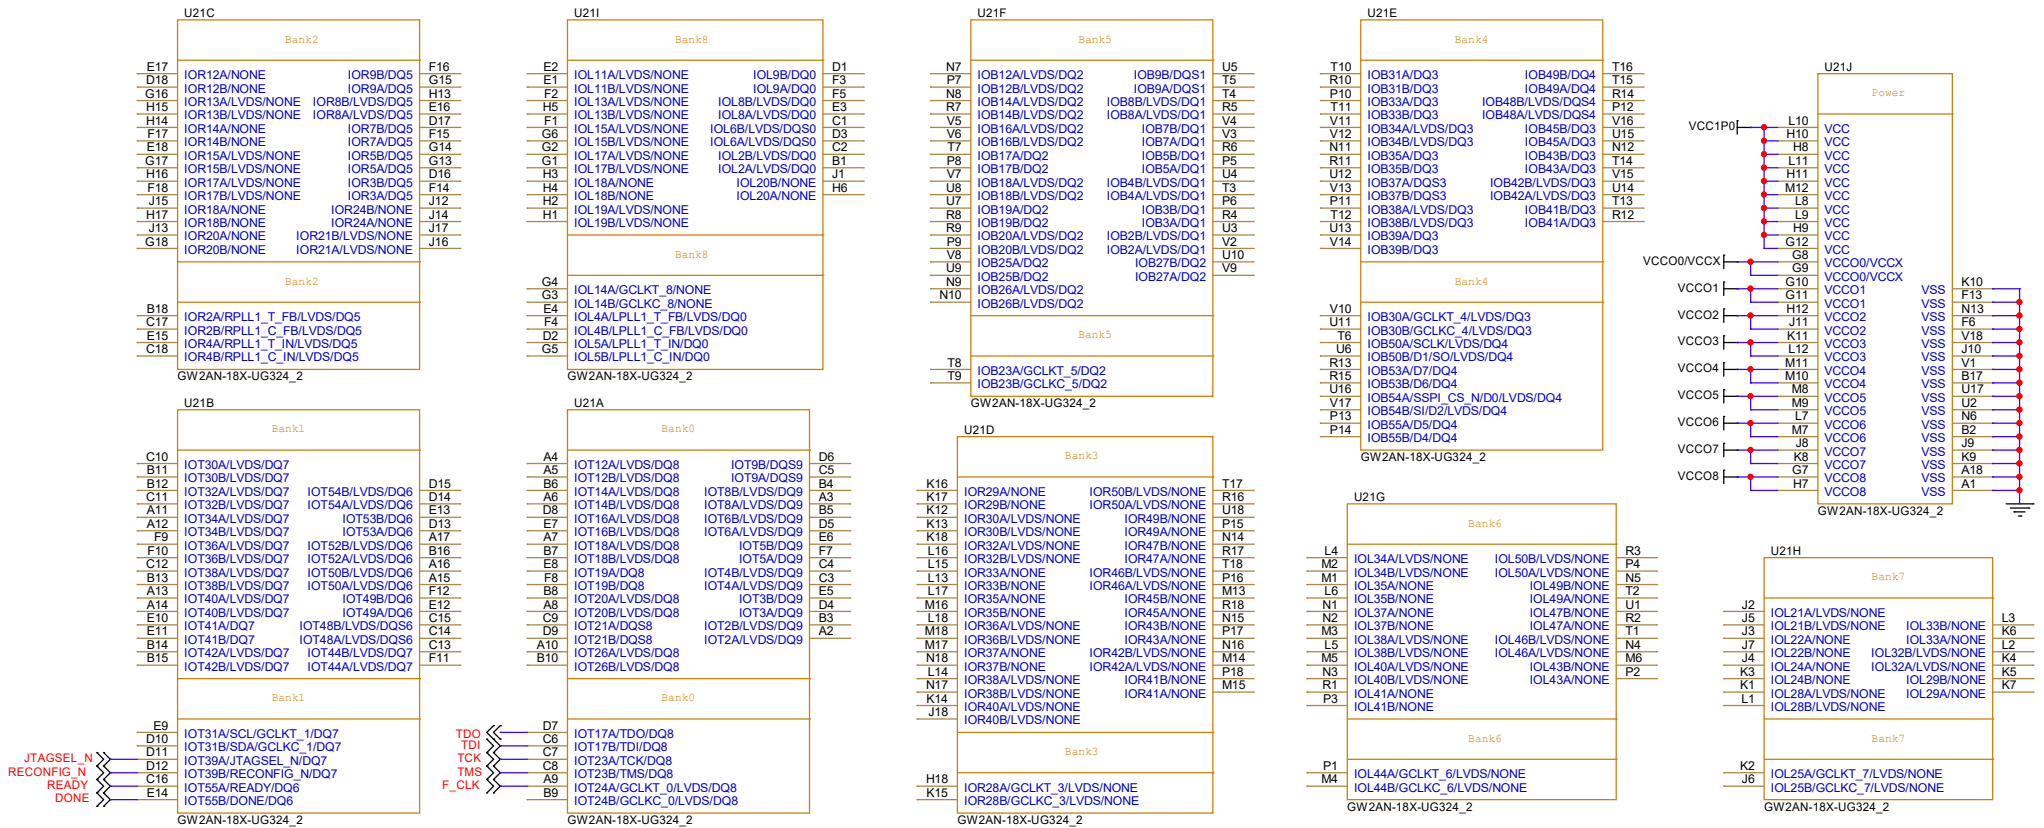 U21C
Bank2
E17 IOR12A/NONE IOR9B/DQ5 F16
D18 IOR12B/NONE IOR9A/DQ5 G15
G16 IOR13A/LVDS/NONE IOR8B/LVDS/DQ5 H13
H15 IOR13B/LVDS/NONE IOR8A/LVDS/DQ5 E16
H14 IOR14A/NONE IOR7B/DQ5 D17
F17 IOR14B/NONE IOR7A/DQ5 F15
E18 IOR15A/LVDS/NONE IOR5B/DQ5 G14
G17 IOR15B/LVDS/NONE IOR5A/DQ5 G13
H16 IOR17A/LVDS/NONE IOR3B/DQ5 D16
F18 IOR17B/LVDS/NONE IOR3A/DQ5 F14
J15 IOR18A/NONE IOR24B/NONE J12
H17 IOR18B/NONE IOR24A/NONE J14
J13 IOR20A/NONE IOR21B/LVDS/NONE J17
G18 IOR20B/NONE IOR21A/LVDS/NONE J16
Bank2
B18 IOR2A/RPLL1_T_FB/LVDS/DQ5
C17 IOR2B/RPLL1_C_FB/LVDS/DQ5
E15 IOR4A/RPLL1_T_IN/LVDS/DQ5
C18 IOR4B/RPLL1_C_IN/LVDS/DQ5
GW2AN-18X-UG324_2
U21I
Bank8
E2 IOL11A/LVDS/NONE IOL9B/DQ0 D1
E1 IOL11B/LVDS/NONE IOL9A/DQ0 F3
F2 IOL13A/LVDS/NONE IOL8B/LVDS/DQ0 F5
H5 IOL13B/LVDS/NONE IOL8A/LVDS/DQ0 E3
F1 IOL15A/LVDS/NONE IOL6B/LVDS/DQS0 C1
G6 IOL15B/LVDS/NONE IOL6A/LVDS/DQS0 D3
G2 IOL17A/LVDS/NONE IOL2B/LVDS/DQ0 C2
G1 IOL17B/LVDS/NONE IOL2A/LVDS/DQ0 B1
H3 IOL18A/NONE IOL20B/NONE J1
H4 IOL18B/NONE IOL20A/NONE H6
H2 IOL19A/LVDS/NONE
H1 IOL19B/LVDS/NONE
Bank8
G4 IOL14A/GCLKT_8/NONE
G3 IOL14B/GCLKC_8/NONE
E4 IOL4A/LPLL1_T_FB/LVDS/DQ0
F4 IOL4B/LPLL1_C_FB/LVDS/DQ0
D2 IOL5A/LPLL1_T_IN/DQ0
G5 IOL5B/LPLL1_C_IN/DQ0
GW2AN-18X-UG324_2
U21F
Bank5
N7 IOB12A/LVDS/DQ2 IOB9B/DQS1 U5
P7 IOB12B/LVDS/DQ2 IOB9A/DQS1 T5
N8 IOB14A/LVDS/DQ2 IOB8B/LVDS/DQ1 T4
R7 IOB14B/LVDS/DQ2 IOB8A/LVDS/DQ1 R5
V5 IOB16A/LVDS/DQ2 IOB7B/DQ1 V4
V6 IOB16B/LVDS/DQ2 IOB7A/DQ1 V3
T7 IOB17A/DQ2 IOB5B/DQ1 R6
P8 IOB17B/DQ2 IOB5A/DQ1 P5
V7 IOB18A/LVDS/DQ2 IOB4B/LVDS/DQ1 U4
U8 IOB18B/LVDS/DQ2 IOB4A/LVDS/DQ1 T3
U7 IOB19A/DQ2 IOB3B/DQ1 P6
R8 IOB19B/DQ2 IOB3A/DQ1 R4
R9 IOB20A/LVDS/DQ2 IOB2B/LVDS/DQ1 U3
P9 IOB20B/LVDS/DQ2 IOB2A/LVDS/DQ1 V2
V8 IOB25A/DQ2 IOB27B/DQ2 U10
U9 IOB25B/DQ2 IOB27A/DQ2 V9
N9 IOB26A/LVDS/DQ2
N10 IOB26B/LVDS/DQ2
Bank5
T8 IOB23A/GCLKT_5/DQ2
T9 IOB23B/GCLKC_5/DQ2
GW2AN-18X-UG324_2
U21E
Bank4
T10 IOB31A/DQ3 IOB49B/DQ4 T16
R10 IOB31B/DQ3 IOB49A/DQ4 T15
P10 IOB33A/DQ3 IOB48B/LVDS/DQS4 R14
T11 IOB33B/DQ3 IOB48A/LVDS/DQS4 P12
V11 IOB34A/LVDS/DQ3 IOB45B/DQ3 V16
V12 IOB34B/LVDS/DQ3 IOB45A/DQ3 U15
N11 IOB35A/DQ3 IOB43B/DQ3 N12
R11 IOB35B/DQ3 IOB43A/DQ3 T14
U12 IOB37A/DQS3 IOB42B/LVDS/DQ3 V15
V13 IOB37B/DQS3 IOB42A/LVDS/DQ3 U14
P11 IOB38A/LVDS/DQ3 IOB41B/DQ3 T13
T12 IOB38B/LVDS/DQ3 IOB41A/DQ3 R12
U13 IOB39A/DQ3
V14 IOB39B/DQ3
Bank4
V10 IOB30A/GCLKT_4/LVDS/DQ3
U11 IOB30B/GCLKC_4/LVDS/DQ3
T6 IOB50A/SCLK/LVDS/DQ4
U6 IOB50B/D1/SO/LVDS/DQ4
R13 IOB53A/D7/DQ4
R15 IOB53B/D6/DQ4
U16 IOB54A/SSPI_CS_N/D0/LVDS/DQ4
V17 IOB54B/SI/D2/LVDS/DQ4
P13 IOB55A/D5/DQ4
P14 IOB55B/D4/DQ4
GW2AN-18X-UG324_2
U21J
Power
VCC1P0 L10 VCC
H10 VCC
H8 VCC
L11 VCC
H11 VCC
M12 VCC
L8 VCC
L9 VCC
H9 VCC
G12 VCC
VCCO0/VCCX G8 VCCO0/VCCX
G9 VCCO0/VCCX
VCCO1 G10 VCCO1 VSS K10
G11 VCCO1 VSS F13
VCCO2 H12 VCCO2 VSS N13
J11 VCCO2 VSS F6
VCCO3 K11 VCCO3 VSS V18
L12 VCCO3 VSS J10
VCCO4 M11 VCCO4 VSS V1
M10 VCCO4 VSS B17
VCCO5 M8 VCCO5 VSS U17
M9 VCCO5 VSS U2
VCCO6 L7 VCCO6 VSS N6
M7 VCCO6 VSS B2
VCCO7 J8 VCCO7 VSS J9
K8 VCCO7 VSS K9
VCCO8 G7 VCCO8 VSS A18
H7 VCCO8 VSS A1
GW2AN-18X-UG324_2
U21B
Bank1
C10 IOT30A/LVDS/DQ7
B11 IOT30B/LVDS/DQ7
B12 IOT32A/LVDS/DQ7 IOT54B/LVDS/DQ6 D15
C11 IOT32B/LVDS/DQ7 IOT54A/LVDS/DQ6 D14
A11 IOT34A/LVDS/DQ7 IOT53B/DQ6 E13
A12 IOT34B/LVDS/DQ7 IOT53A/DQ6 D13
F9 IOT36A/LVDS/DQ7 IOT52B/LVDS/DQ6 A17
F10 IOT36B/LVDS/DQ7 IOT52A/LVDS/DQ6 B16
C12 IOT38A/LVDS/DQ7 IOT50B/LVDS/DQ6 A16
B13 IOT38B/LVDS/DQ7 IOT50A/LVDS/DQ6 A15
A13 IOT40A/LVDS/DQ7 IOT49B/DQ6 F12
A14 IOT40B/LVDS/DQ7 IOT49A/DQ6 E12
E10 IOT41A/DQ7 IOT48B/LVDS/DQS6 C15
E11 IOT41B/DQ7 IOT48A/LVDS/DQS6 C14
B14 IOT42A/LVDS/DQ7 IOT44B/LVDS/DQ7 C13
B15 IOT42B/LVDS/DQ7 IOT44A/LVDS/DQ7 F11
Bank1
E9 IOT31A/SCL/GCLKT_1/DQ7
D10 IOT31B/SDA/GCLKC_1/DQ7
JTAGSEL_N D11 IOT39A/JTAGSEL_N/DQ7
RECONFIG_N D12 IOT39B/RECONFIG_N/DQ7
READY C16 IOT55A/READY/DQ6
DONE E14 IOT55B/DONE/DQ6
GW2AN-18X-UG324_2
U21A
Bank0
A4 IOT12A/LVDS/DQ8 IOT9B/DQS9 D6
A5 IOT12B/LVDS/DQ8 IOT9A/DQS9 C5
B6 IOT14A/LVDS/DQ8 IOT8B/LVDS/DQ9 B4
A6 IOT14B/LVDS/DQ8 IOT8A/LVDS/DQ9 A3
D8 IOT16A/LVDS/DQ8 IOT6B/LVDS/DQ9 B5
E7 IOT16B/LVDS/DQ8 IOT6A/LVDS/DQ9 D5
A7 IOT18A/LVDS/DQ8 IOT5B/DQ9 E6
B7 IOT18B/LVDS/DQ8 IOT5A/DQ9 F7
E8 IOT19A/DQ8 IOT4B/LVDS/DQ9 C4
F8 IOT19B/DQ8 IOT4A/LVDS/DQ9 C3
B8 IOT20A/LVDS/DQ8 IOT3B/DQ9 E5
A8 IOT20B/LVDS/DQ8 IOT3A/DQ9 D4
C9 IOT21A/DQS8 IOT2B/LVDS/DQ9 B3
D9 IOT21B/DQS8 IOT2A/LVDS/DQ9 A2
A10 IOT26A/LVDS/DQ8
B10 IOT26B/LVDS/DQ8
Bank0
TDO D7 IOT17A/TDO/DQ8
TDI C6 IOT17B/TDI/DQ8
TCK C7 IOT23A/TCK/DQ8
TMS C8 IOT23B/TMS/DQ8
F_CLK A9 IOT24A/GCLKT_0/LVDS/DQ8
B9 IOT24B/GCLKC_0/LVDS/DQ8
GW2AN-18X-UG324_2
U21D
Bank3
K16 IOR29A/NONE IOR50B/LVDS/NONE T17
K17 IOR29B/NONE IOR50A/LVDS/NONE R16
K12 IOR30A/LVDS/NONE IOR49B/NONE U18
K13 IOR30B/LVDS/NONE IOR49A/NONE P15
K18 IOR32A/LVDS/NONE IOR47B/NONE N14
L16 IOR32B/LVDS/NONE IOR47A/NONE R17
L15 IOR33A/NONE IOR46B/LVDS/NONE T18
L13 IOR33B/NONE IOR46A/LVDS/NONE P16
L17 IOR35A/NONE IOR45B/NONE M13
M16 IOR35B/NONE IOR45A/NONE R18
L18 IOR36A/LVDS/NONE IOR43B/NONE N15
M18 IOR36B/LVDS/NONE IOR43A/NONE P17
M17 IOR37A/NONE IOR42B/LVDS/NONE N16
N18 IOR37B/NONE IOR42A/LVDS/NONE M14
L14 IOR38A/LVDS/NONE IOR41B/NONE P18
N17 IOR38B/LVDS/NONE IOR41A/NONE M15
K14 IOR40A/LVDS/NONE
J18 IOR40B/LVDS/NONE
Bank3
H18 IOR28A/GCLKT_3/LVDS/NONE
K15 IOR28B/GCLKC_3/LVDS/NONE
GW2AN-18X-UG324_2
U21G
Bank6
L4 IOL34A/LVDS/NONE IOL50B/LVDS/NONE R3
M2 IOL34B/LVDS/NONE IOL50A/LVDS/NONE P4
M1 IOL35A/NONE IOL49B/NONE N5
L6 IOL35B/NONE IOL49A/NONE T2
N1 IOL37A/NONE IOL47B/NONE U1
N2 IOL37B/NONE IOL47A/NONE R2
M3 IOL38A/LVDS/NONE IOL46B/LVDS/NONE T1
L5 IOL38B/LVDS/NONE IOL46A/LVDS/NONE N4
M5 IOL40A/LVDS/NONE IOL43B/NONE M6
N3 IOL40B/LVDS/NONE IOL43A/NONE P2
R1 IOL41A/NONE
P3 IOL41B/NONE
Bank6
P1 IOL44A/GCLKT_6/LVDS/NONE
M4 IOL44B/GCLKC_6/LVDS/NONE
GW2AN-18X-UG324_2
U21H
Bank7
J2 IOL21A/LVDS/NONE
J5 IOL21B/LVDS/NONE IOL33B/NONE L3
J3 IOL22A/NONE IOL33A/NONE K6
J7 IOL22B/NONE IOL32B/LVDS/NONE L2
J4 IOL24A/NONE IOL32A/LVDS/NONE K4
K3 IOL24B/NONE IOL29B/NONE K5
K1 IOL28A/LVDS/NONE IOL29A/NONE K7
L1 IOL28B/LVDS/NONE
Bank7
K2 IOL25A/GCLKT_7/LVDS/NONE
J6 IOL25B/GCLKC_7/LVDS/NONE
GW2AN-18X-UG324_2